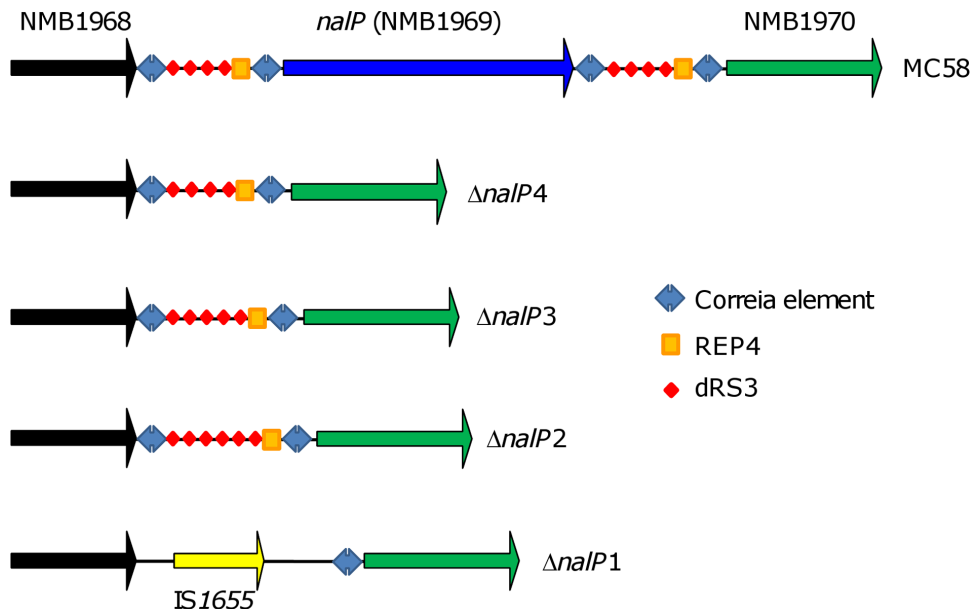 NMB1968 nalP (NMB1969) NMB1970
MC58
ΔnalP4
ΔnalP3
Correia element
REP4
dRS3
ΔnalP2
ΔnalP1
IS1655